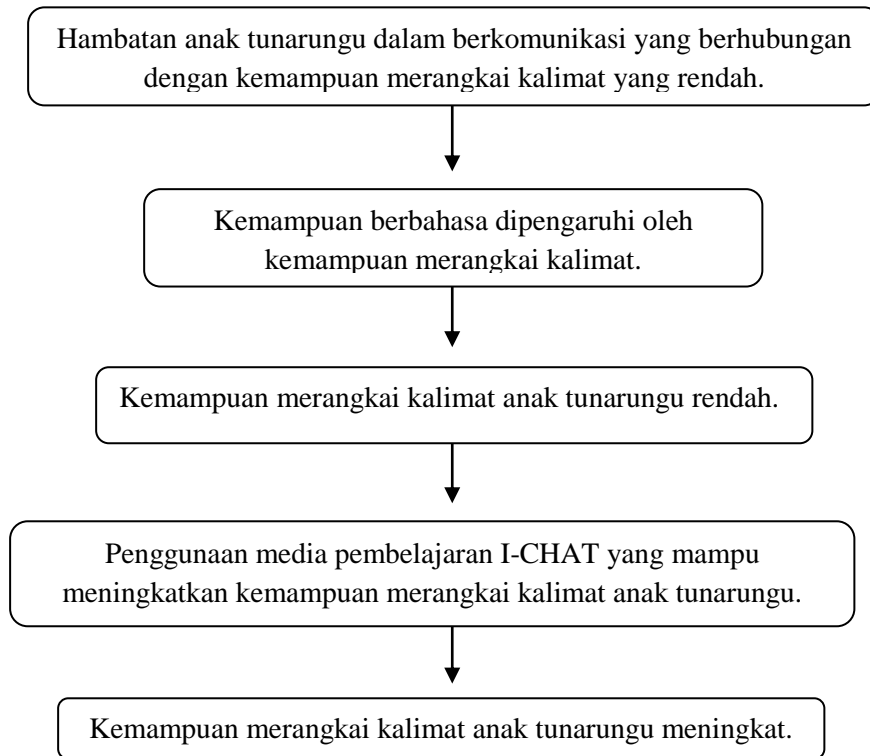 Hambatan anak tunarungu dalam berkomunikasi yang berhubungan
dengan kemampuan merangkai kalimat yang rendah.
Kemampuan berbahasa dipengaruhi oleh
kemampuan merangkai kalimat.
Kemampuan merangkai kalimat anak tunarungu rendah.
Penggunaan media pembelajaran I-CHAT yang mampu
meningkatkan kemampuan merangkai kalimat anak tunarungu.
Kemampuan merangkai kalimat anak tunarungu meningkat.